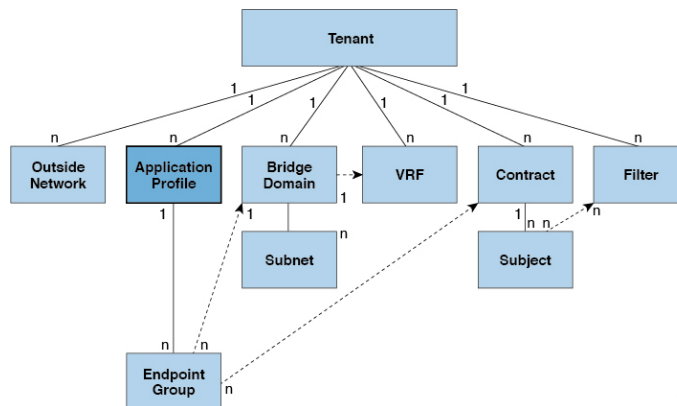 Tenant
1 1 1 1 1 1
n n n n n n
Outside Network
Application Profile
Bridge Domain
VRF
Contract
Filter
1 1 1 1 n
n n n
Subnet
Subject
n n
Endpoint Group
n